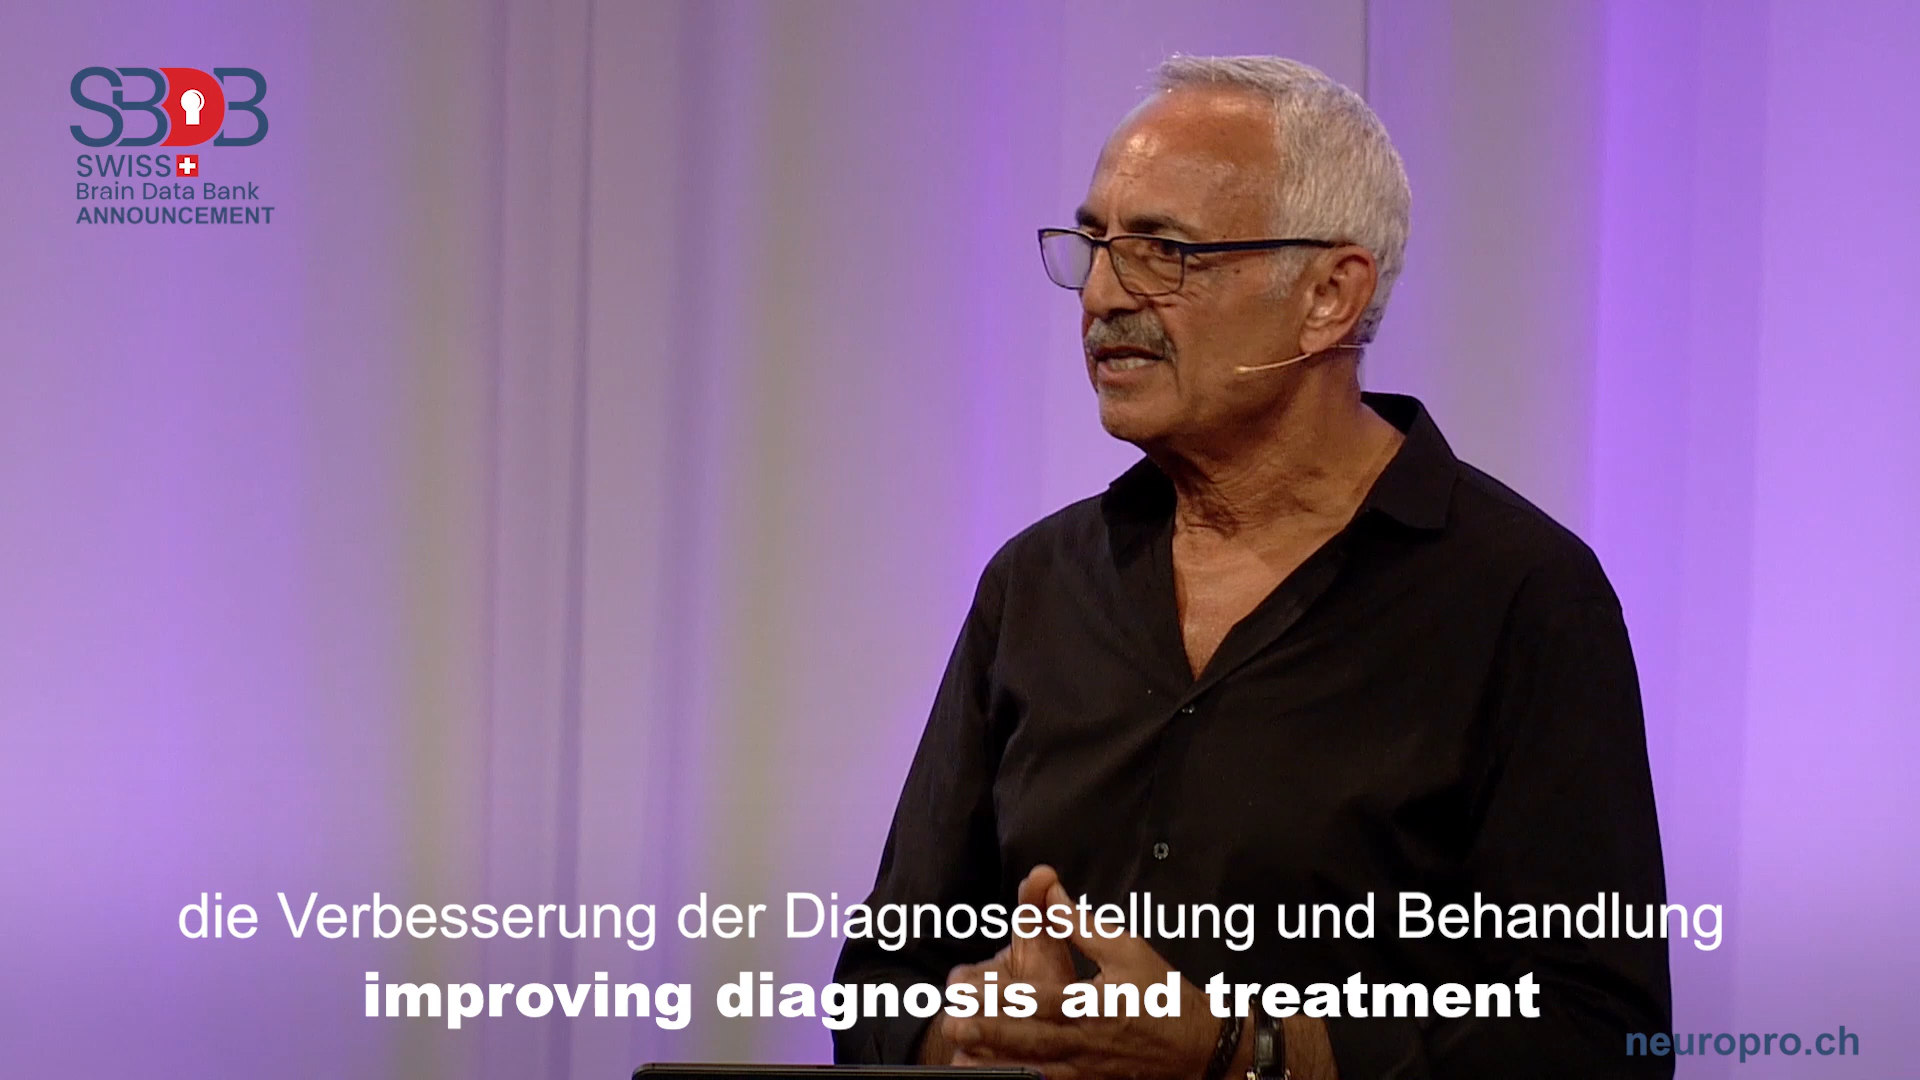 SBDB
SWISS
Brain Data Bank
ANNOUNCEMENT
die Verbesserung der Diagnosestellung und Behandlung
improving diagnosis and treatment
neuropro.ch